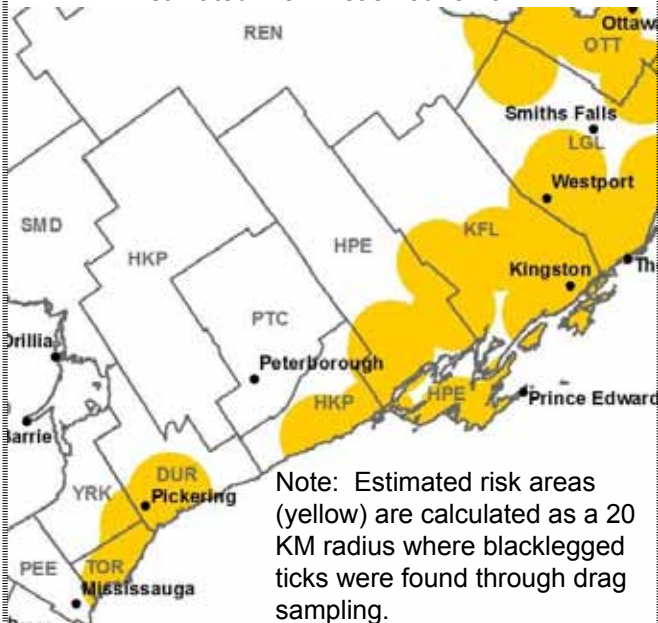 REN
Ottaw
OTT
Smiths Falls
LGL
Westport
SMD
HKP
HPE
KFL
Kingston
Th
PTC
Orillia
Peterborough
HKP
HPE
Prince Edward
Barrie
DUR
YRK
Pickering
PEE
TOR
Mississauga
Note: Estimated risk areas
(yellow) are calculated as a 20
KM radius where blacklegged
ticks were found through drag
sampling.